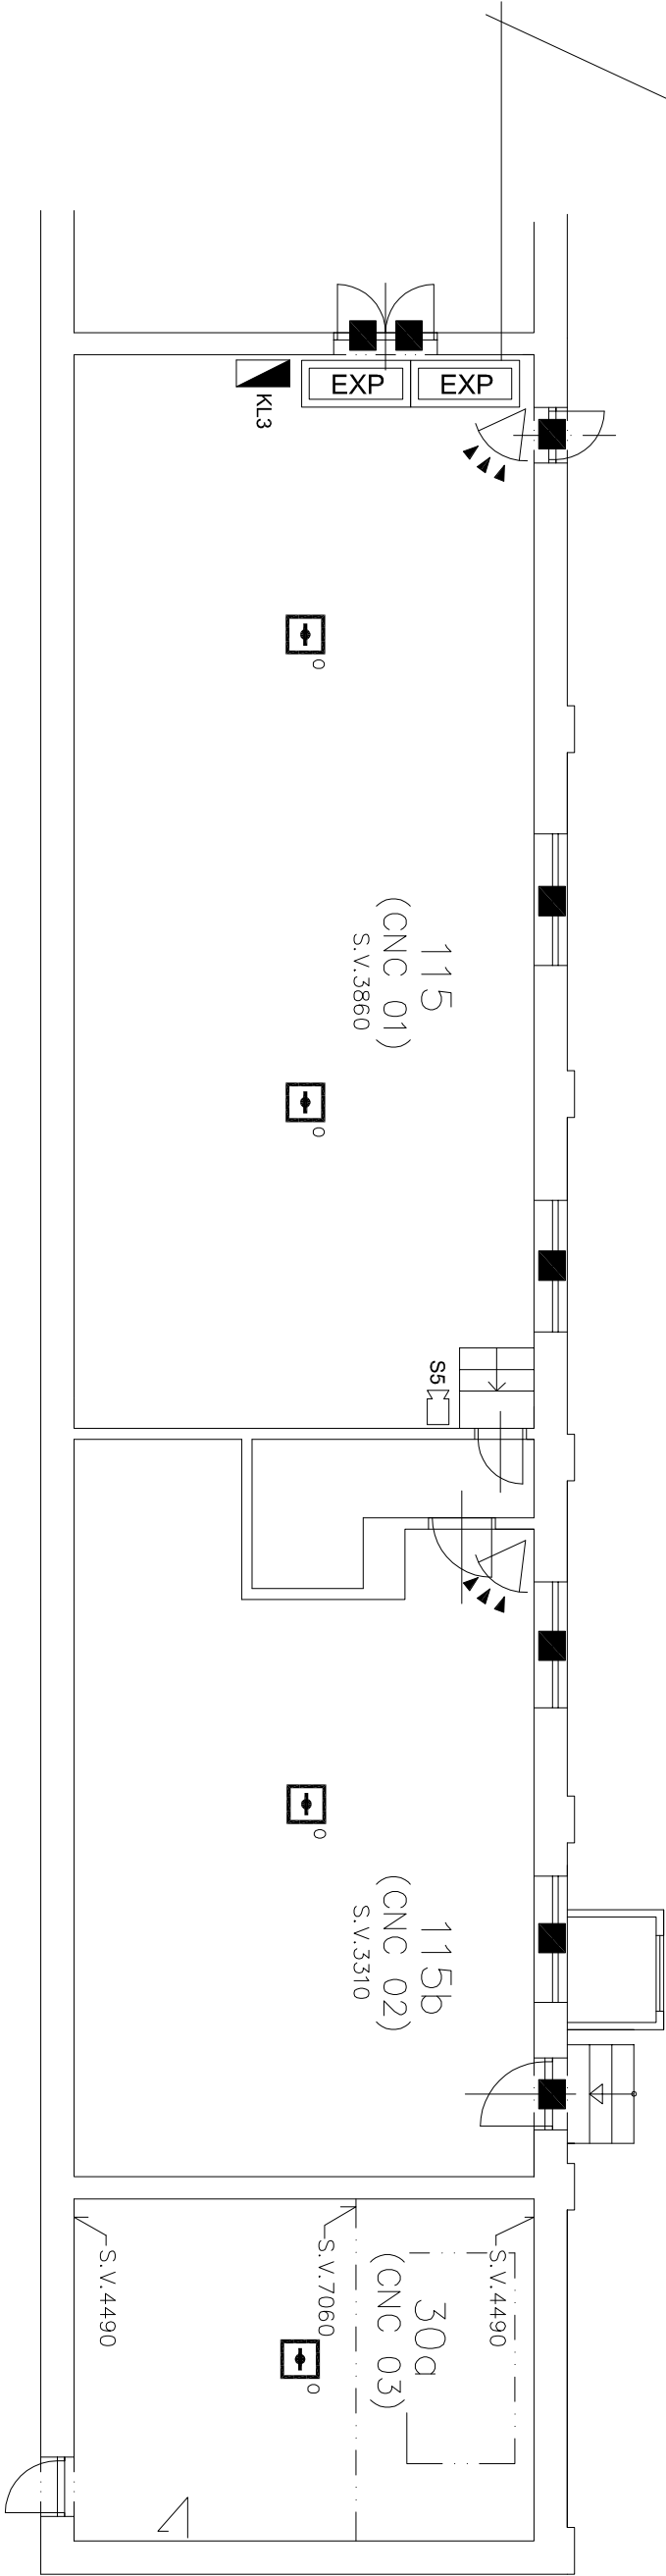 EXP
EXP
KL3
O
115
(CNC 01)
S.V.3860
O
S5
O
115b
(CNC 02)
S.V.3310
S.V.4490
S.V.7060
S.V.4490
30a
(CNC 03)
O